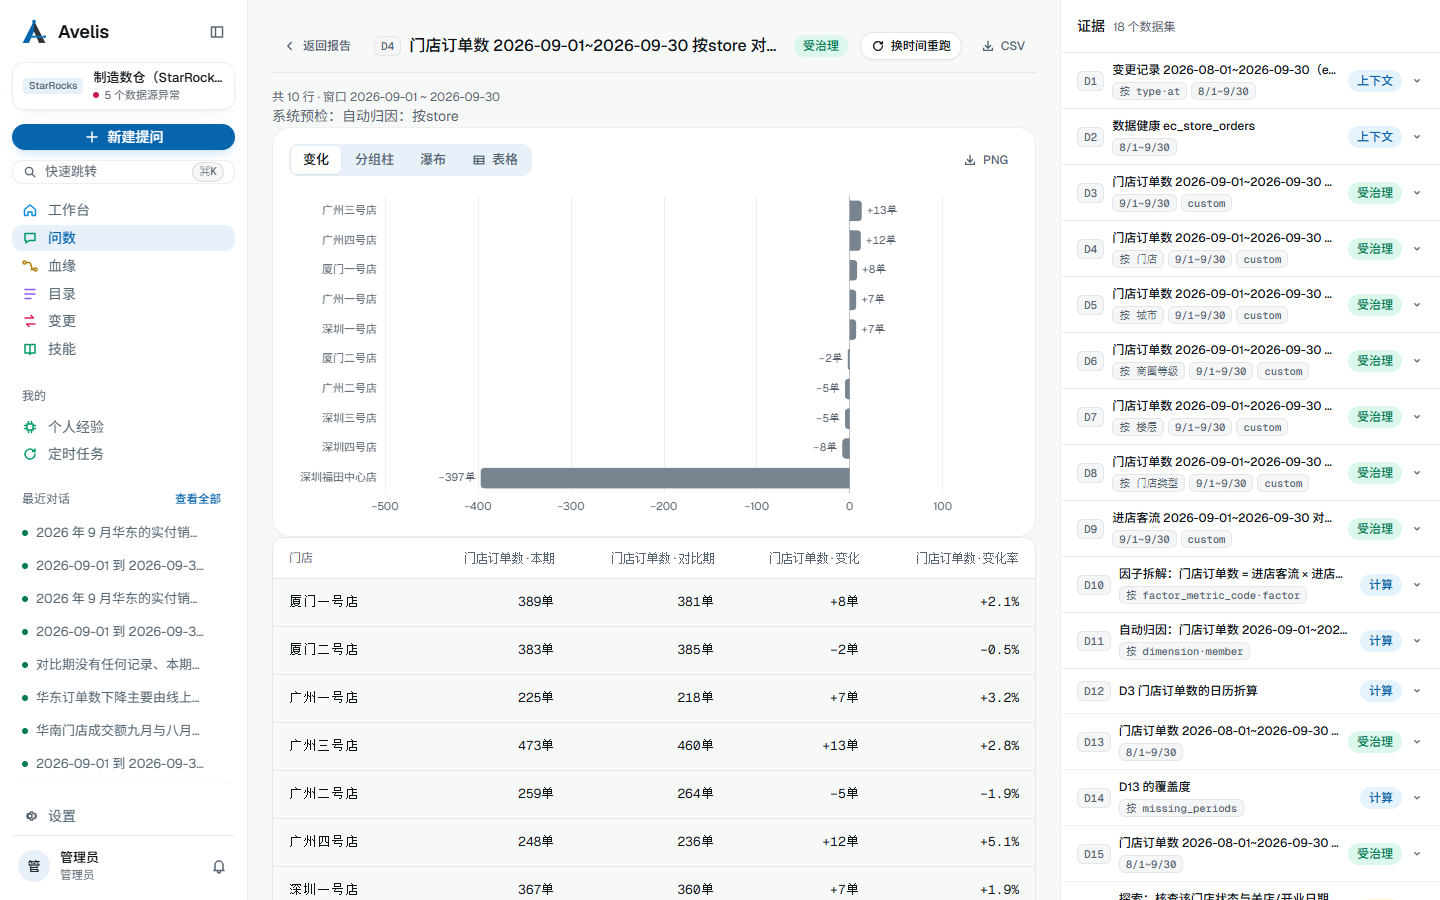 Avelis
StarRocks
制造数仓（StarRock...
5 个数据源异常
新建提问
快速跳转
⌘K
工作台
问数
血缘
目录
变更
技能
我的
个人经验
定时任务
最近对话
查看全部
2026 年 9 月华东的实付销...
2026-09-01 到 2026-09-3...
2026 年 9 月华东的实付销...
2026-09-01 到 2026-09-3...
对比期没有任何记录、本期...
华东订单数下降主要由线上...
华南门店成交额九月与八月...
2026-09-01 到 2026-09-3...
设置
管
管理员
管理员
返回报告
D4
门店订单数 2026-09-01~2026-09-30 按store 对...
受治理
换时间重跑
CSV
共 10 行 · 窗口 2026-09-01 ~ 2026-09-30
系统预检：自动归因：按store
变化
分组柱
瀑布
表格
PNG
广州三号店 +13单
广州四号店 +12单
厦门一号店 +8单
广州一号店 +7单
深圳一号店 +7单
厦门二号店 -2单
广州二号店 -5单
深圳三号店 -5单
深圳四号店 -8单
深圳福田中心店 -397单
-500 -400 -300 -200 -100 0 100
门店 门店订单数·本期 门店订单数·对比期 门店订单数·变化 门店订单数·变化率
厦门一号店 389单 381单 +8单 +2.1%
厦门二号店 383单 385单 -2单 -0.5%
广州一号店 225单 218单 +7单 +3.2%
广州三号店 473单 460单 +13单 +2.8%
广州二号店 259单 264单 -5单 -1.9%
广州四号店 248单 236单 +12单 +5.1%
深圳一号店 367单 360单 +7单 +1.9%
证据 18 个数据集
D1
变更记录 2026-08-01~2026-09-30（e...
按 type·at 8/1~9/30
上下文
D2
数据健康 ec_store_orders
8/1~9/30
上下文
D3
门店订单数 2026-09-01~2026-09-30 ...
9/1~9/30 custom
受治理
D4
门店订单数 2026-09-01~2026-09-30 ...
按 门店 9/1~9/30 custom
受治理
D5
门店订单数 2026-09-01~2026-09-30 ...
按 城市 9/1~9/30 custom
受治理
D6
门店订单数 2026-09-01~2026-09-30 ...
按 商圈等级 9/1~9/30 custom
受治理
D7
门店订单数 2026-09-01~2026-09-30 ...
按 楼层 9/1~9/30 custom
受治理
D8
门店订单数 2026-09-01~2026-09-30 ...
按 门店类型 9/1~9/30 custom
受治理
D9
进店客流 2026-09-01~2026-09-30 对...
9/1~9/30 custom
受治理
D10
因子拆解：门店订单数 = 进店客流 × 进店...
按 factor_metric_code·factor
计算
D11
自动归因：门店订单数 2026-09-01~202...
按 dimension·member
计算
D12
D3 门店订单数的日历折算
计算
D13
门店订单数 2026-08-01~2026-09-30 ...
8/1~9/30
受治理
D14
D13 的覆盖度
按 missing_periods
计算
D15
门店订单数 2026-08-01~2026-09-30 ...
8/1~9/30
受治理
探索：核查该门店状态与关店/开业日期